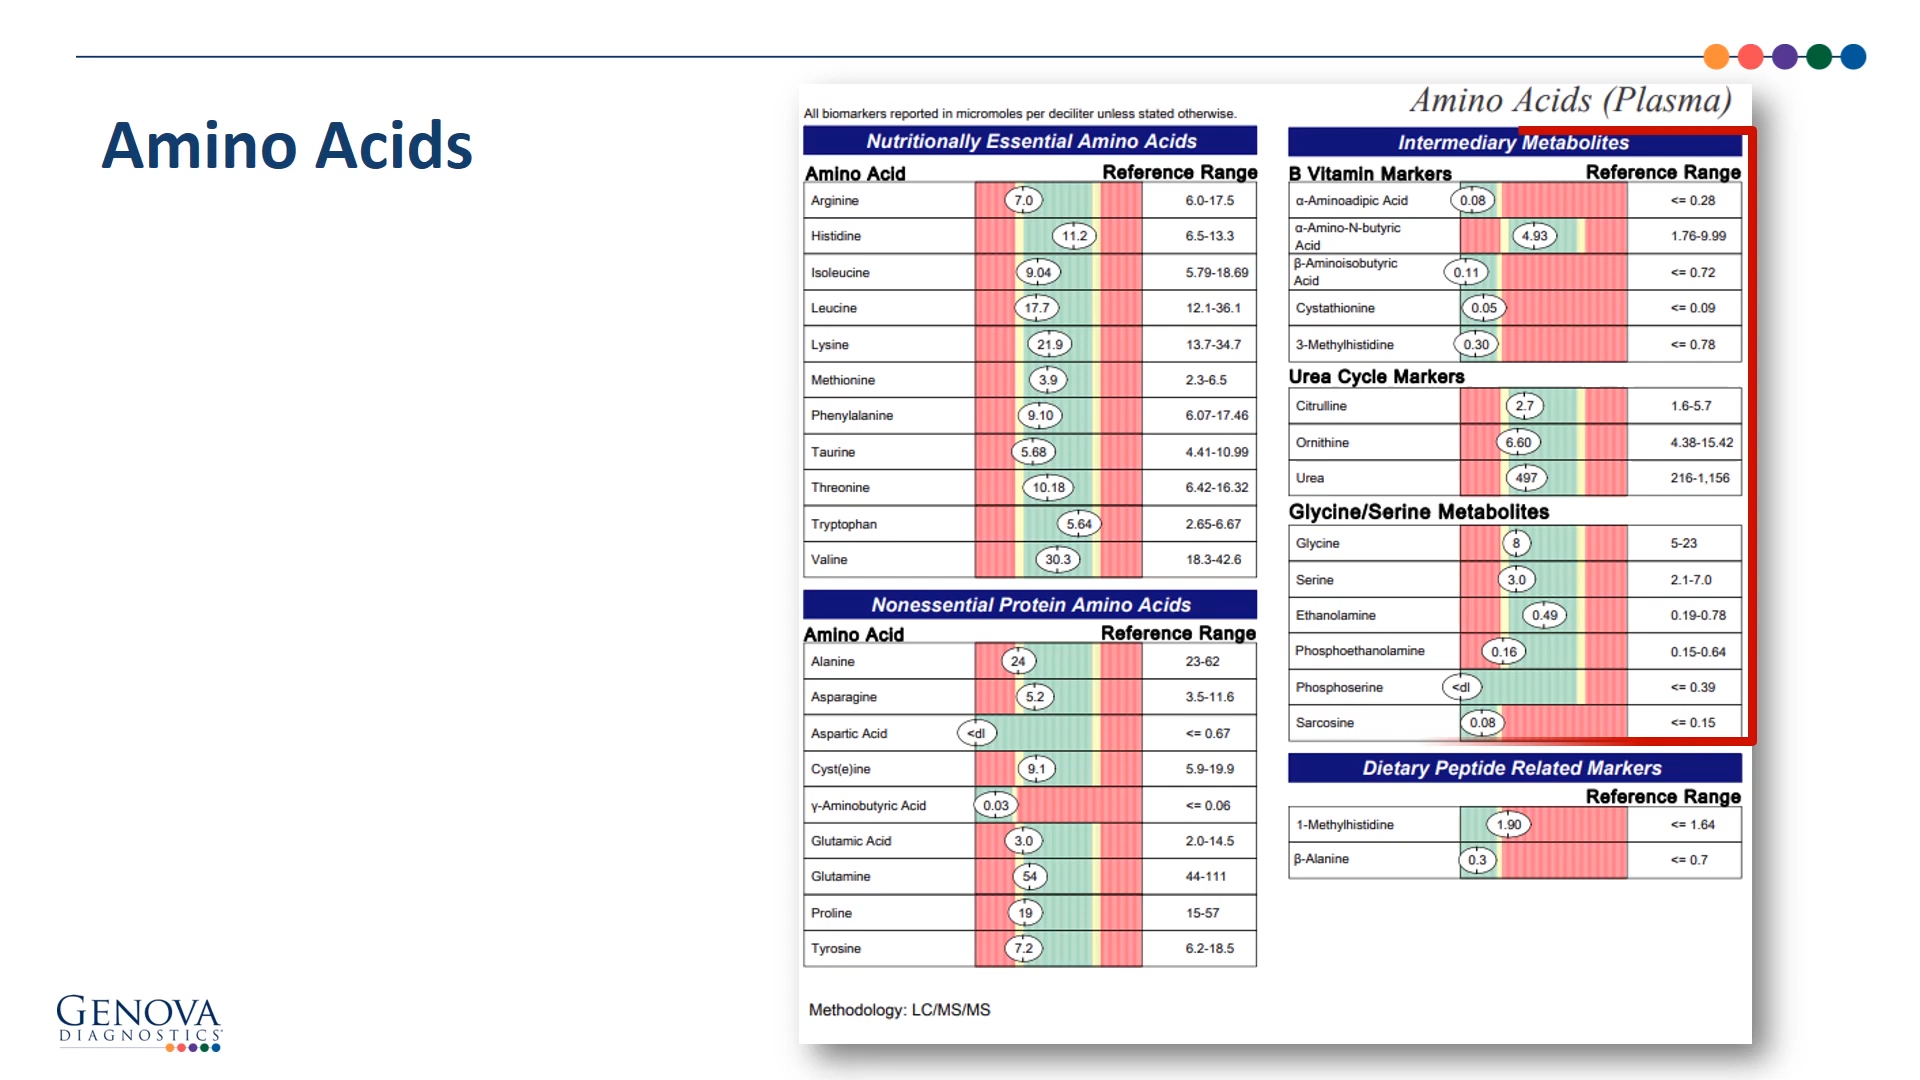 Amino Acids
Amino Acids (Plasma)
All biomarkers reported in micromoles per deciliter unless stated otherwise.
Nutritionally Essential Amino Acids
Amino Acid Reference Range
Arginine 7.0 6.0-17.5
Histidine 11.2 6.5-13.3
Isoleucine 9.04 5.79-18.69
Leucine 17.7 12.1-36.1
Lysine 21.9 13.7-34.7
Methionine 3.9 2.3-6.5
Phenylalanine 9.10 6.07-17.46
Taurine 5.68 4.41-10.99
Threonine 10.18 6.42-16.32
Tryptophan 5.64 2.65-6.67
Valine 30.3 18.3-42.6
Nonessential Protein Amino Acids
Amino Acid Reference Range
Alanine 24 23-62
Asparagine 5.2 3.5-11.6
Aspartic Acid <dl <= 0.67
Cyst(e)ine 9.1 5.9-19.9
γ-Aminobutyric Acid 0.03 <= 0.06
Glutamic Acid 3.0 2.0-14.5
Glutamine 54 44-111
Proline 19 15-57
Tyrosine 7.2 6.2-18.5
Methodology: LC/MS/MS
Intermediary Metabolites
B Vitamin Markers Reference Range
α-Aminoadipic Acid 0.08 <= 0.28
α-Amino-N-butyric
Acid 4.93 1.76-9.99
β-Aminoisobutyric
Acid 0.11 <= 0.72
Cystathionine 0.05 <= 0.09
3-Methylhistidine 0.30 <= 0.78
Urea Cycle Markers
Citrulline 2.7 1.6-5.7
Ornithine 6.60 4.38-15.42
Urea 497 216-1,156
Glycine/Serine Metabolites
Glycine 8 5-23
Serine 3.0 2.1-7.0
Ethanolamine 0.49 0.19-0.78
Phosphoethanolamine 0.16 0.15-0.64
Phosphoserine <dl <= 0.39
Sarcosine 0.08 <= 0.15
Dietary Peptide Related Markers
Reference Range
1-Methylhistidine 1.90 <= 1.64
β-Alanine 0.3 <= 0.7
GENOVA
DIAGNOSTICS